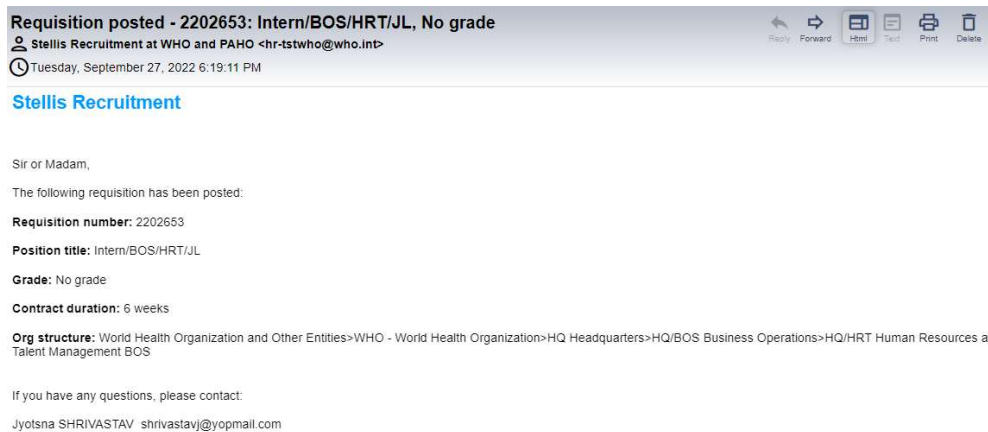 Requisition posted - 2202653: Intern/BOS/HRT/JL, No grade
Stellis Recruitment at WHO and PAHO <hr-tstwho@who.int>
Tuesday, September 27, 2022 6:19:11 PM
Reply Forward Html Text Print Delete
Stellis Recruitment
Sir or Madam,
The following requisition has been posted:
Requisition number: 2202653
Position title: Intern/BOS/HRT/JL
Grade: No grade
Contract duration: 6 weeks
Org structure: World Health Organization and Other Entities>WHO - World Health Organization>HQ Headquarters>HQ/BOS Business Operations>HQ/HRT Human Resources a
Talent Management BOS
If you have any questions, please contact:
Jyotsna SHRIVASTAV shrivastavj@yopmail.com